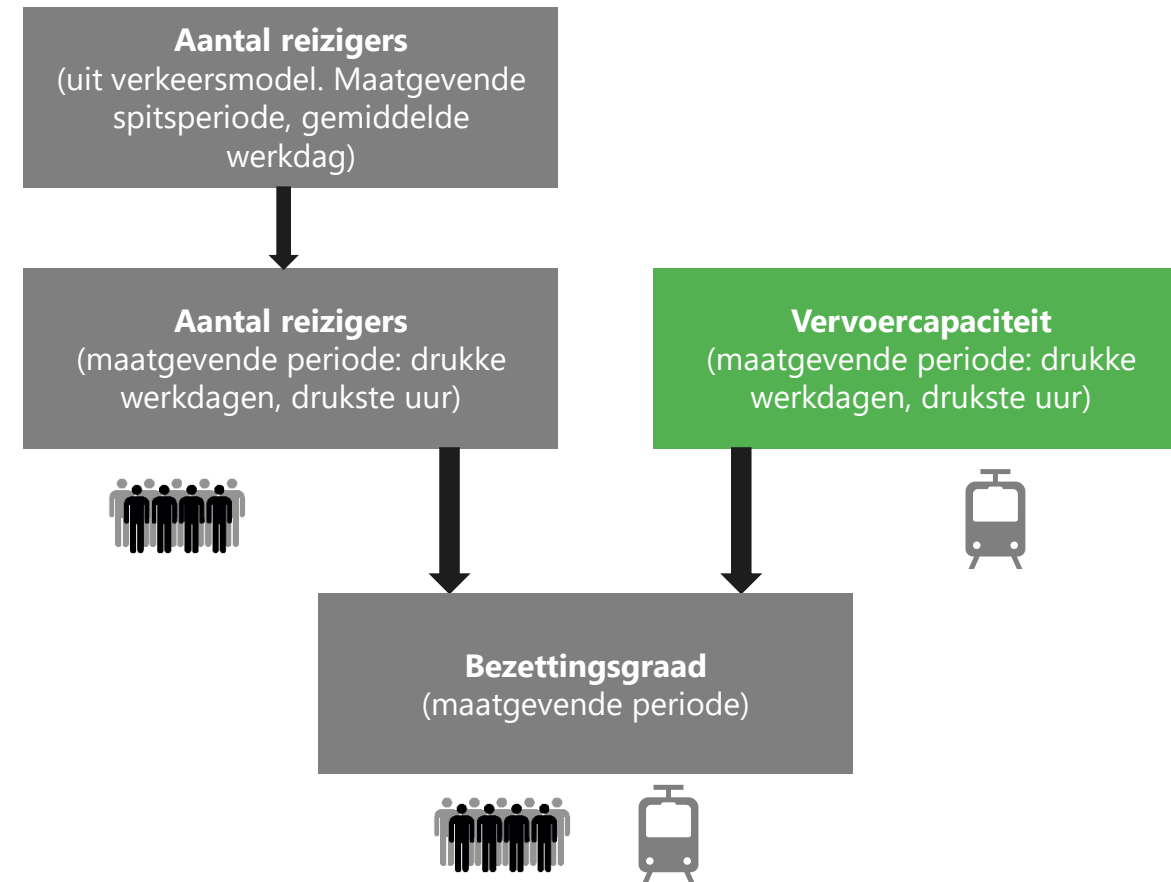 Aantal reizigers
(uit verkeersmodel. Maatgevende
spitsperiode, gemiddelde
werkdag)
Aantal reizigers
(maatgevende periode: drukke
werkdagen, drukste uur)
Vervoercapaciteit
(maatgevende periode: drukke
werkdagen, drukste uur)
Bezettingsgraad
(maatgevende periode)